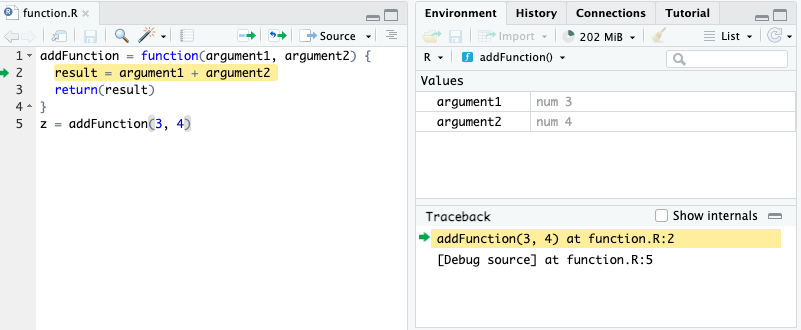 function.R
Source
1 addFunction = function(argument1, argument2) {
2 result = argument1 + argument2
3 return(result)
4 }
5 z = addFunction(3, 4)
Environment History Connections Tutorial
Import 202 MiB List
R addFunction()
Values
argument1 num 3
argument2 num 4
Traceback Show internals
addFunction(3, 4) at function.R:2
[Debug source] at function.R:5